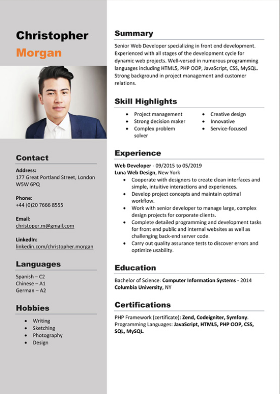 Christopher
Morgan
Contact
Address:
177 Great Portland Street, London
W5W 6PQ
Phone:
+44 (0)20 7666 8555
Email:
christoper.m@gmail.com
LinkedIn:
linkedin.com/christopher.morgan
Languages
Spanish – C2
Chinese – A1
German – A2
Hobbies
• Writing
• Sketching
• Photography
• Design
Summary
Senior Web Developer specializing in front end development.
Experienced with all stages of the development cycle for
dynamic web projects. Well-versed in numerous programming
languages including HTML5, PHP OOP, JavaScript, CSS, MySQL.
Strong background in project management and customer
relations.
Skill Highlights
• Project management
• Strong decision maker
• Complex problem
solver
• Creative design
• Innovative
• Service-focused
Experience
Web Developer - 09/2015 to 05/2019
Luna Web Design, New York
• Cooperate with designers to create clean interfaces and
simple, intuitive interactions and experiences.
• Develop project concepts and maintain optimal
workflow.
• Work with senior developer to manage large, complex
design projects for corporate clients.
• Complete detailed programming and development tasks
for front end public and internal websites as well as
challenging back-end server code
• Carry out quality assurance tests to discover errors and
optimize usability.
Education
Bachelor of Science: Computer Information Systems - 2014
Columbia University, NY
Certifications
PHP Framework (certificate): Zend, Codeigniter, Symfony.
Programming Languages: JavaScript, HTML5, PHP OOP, CSS,
SQL, MySQL.